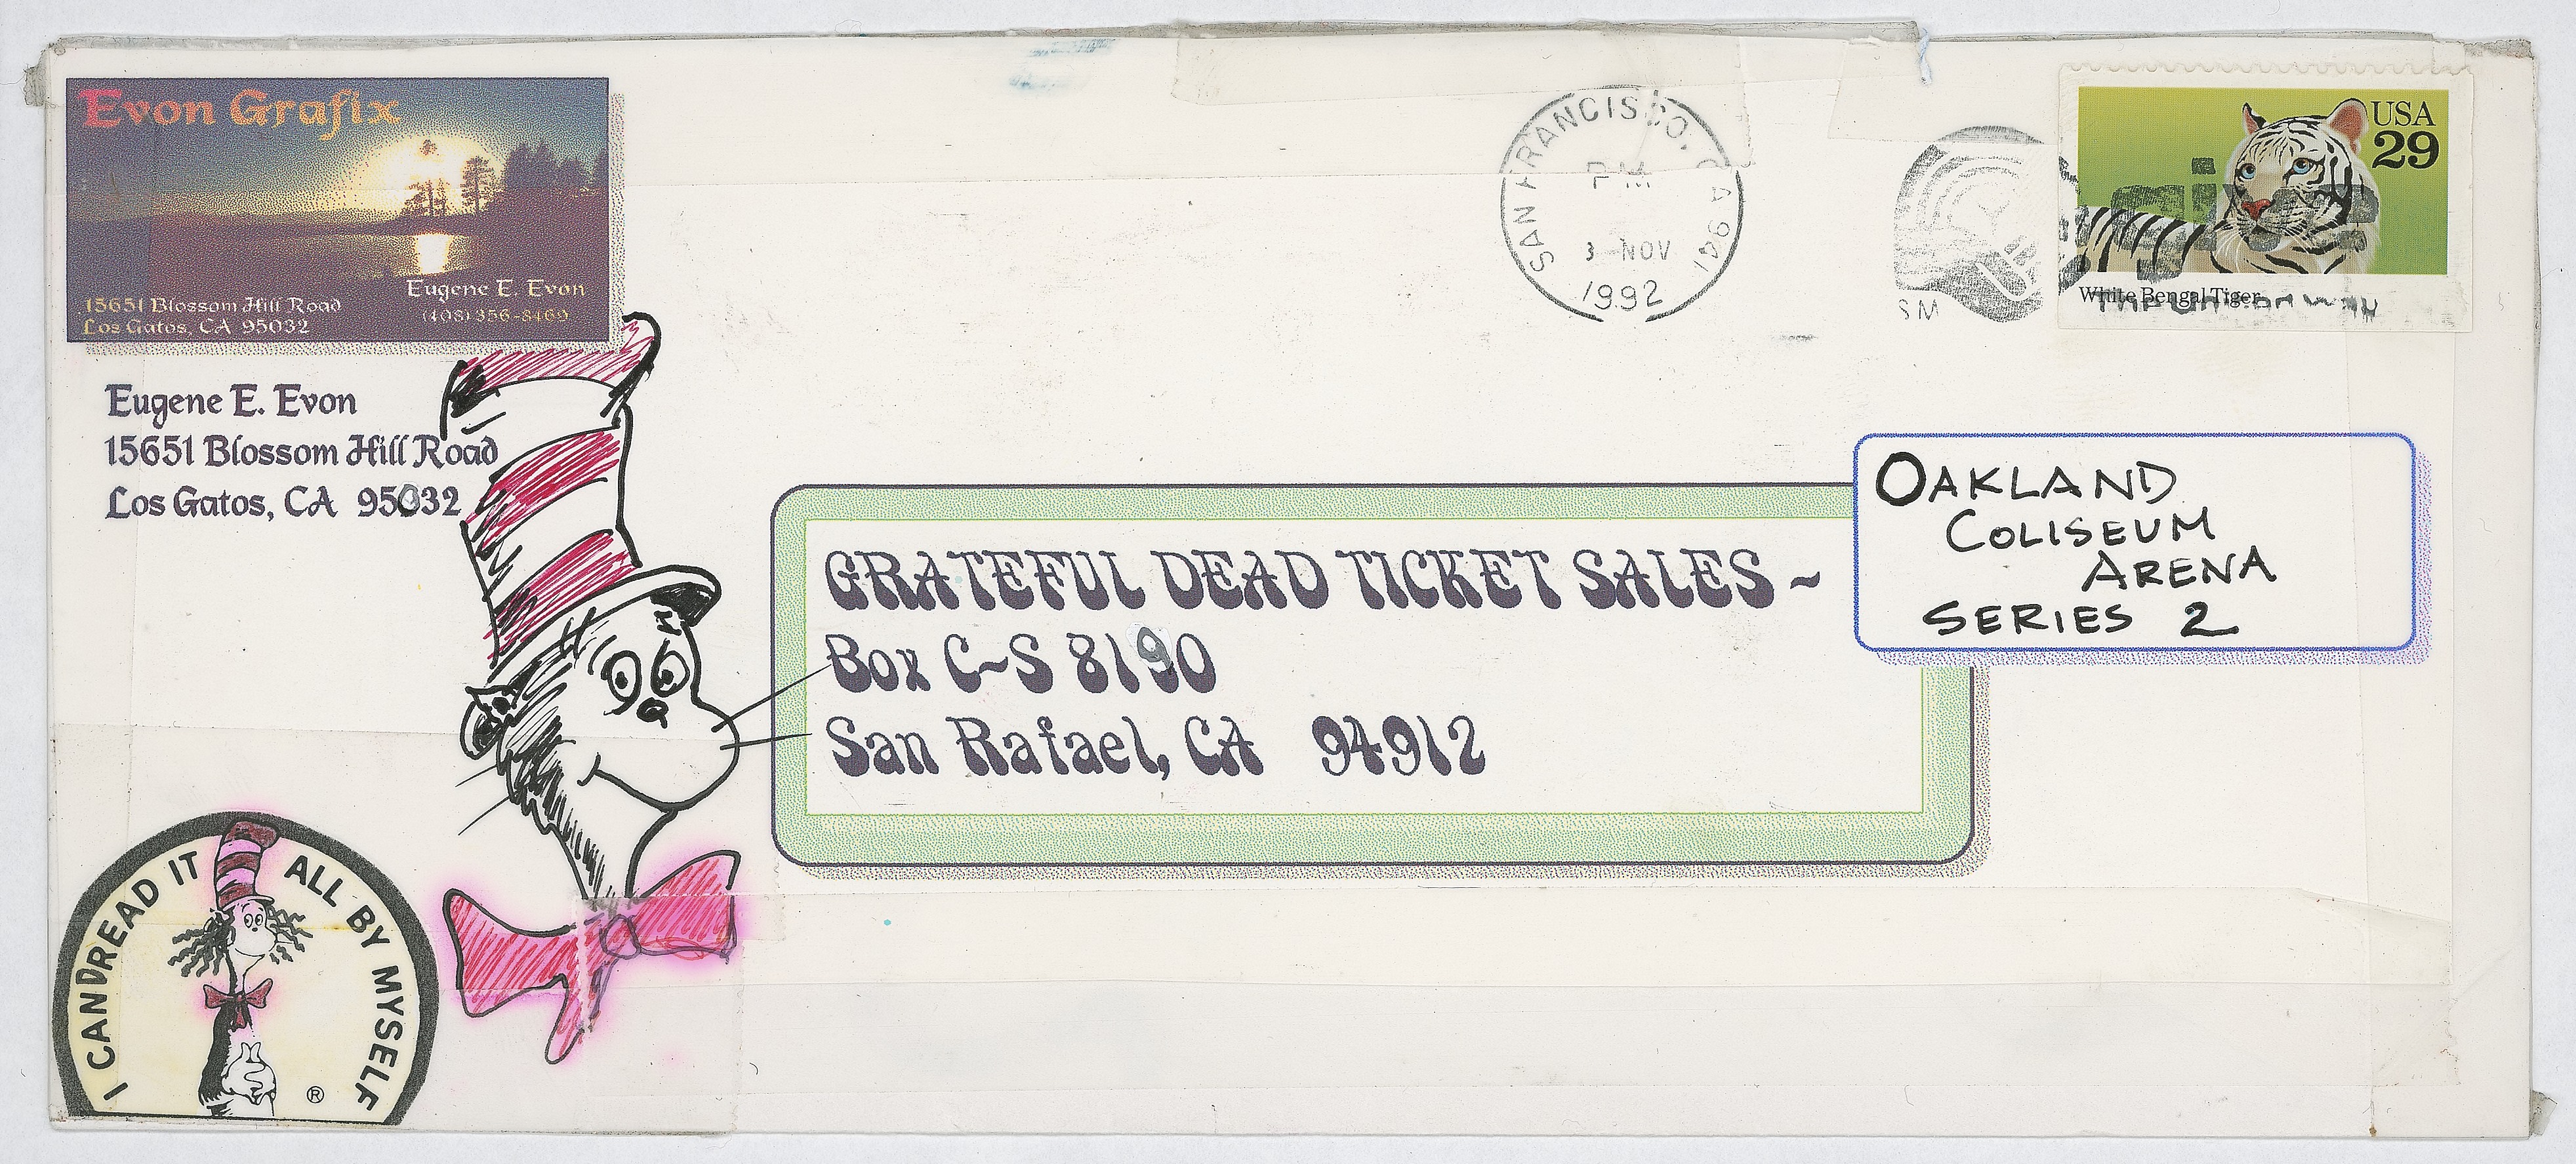 Evon Grafix
Eugene E. Evon
(408) 356-8469
15651 Blossom Hill Road
Los Gatos, CA 95032
Eugene E. Evon
15651 Blossom Hill Road
Los Gatos, CA 95032
SAN FRANCISCO, CA 941
PM
3 NOV
1992
SM
USA
29
White Bengal Tiger
OAKLAND
COLISEUM
ARENA
SERIES 2
GRATEFUL DEAD TICKET SALES ~
Box C~S 8190
San Rafael, CA 94912
I CAN READ IT ALL BY MYSELF
®